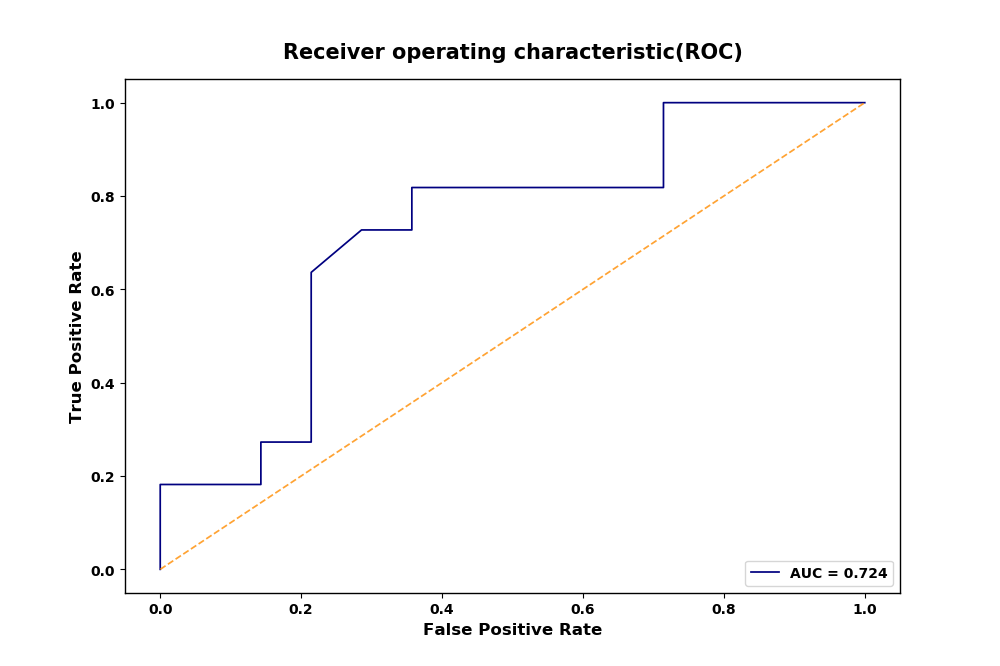 Receiver operating characteristic(ROC)
True Positive Rate
1.0
0.8
0.6
0.4
0.2
0.0
AUC = 0.724
0.0 0.2 0.4 0.6 0.8 1.0
False Positive Rate